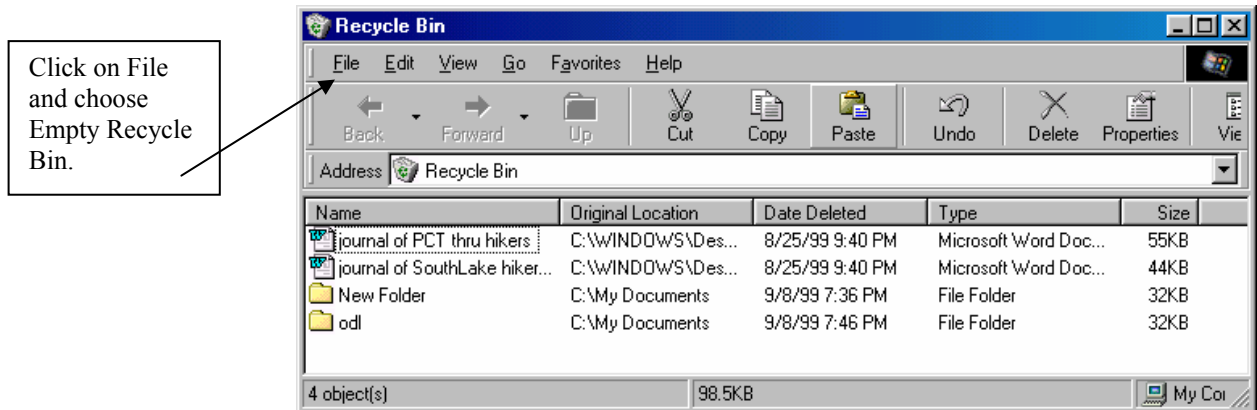 Click on File
and choose
Empty Recycle
Bin.
Recycle Bin
File Edit View Go Favorites Help
Back Forward Up Cut Copy Paste Undo Delete Properties Vie
Address Recycle Bin
Name Original Location Date Deleted Type Size
journal of PCT thru hikers C:\WINDOWS\Des... 8/25/99 9:40 PM Microsoft Word Doc... 55KB
journal of SouthLake hiker... C:\WINDOWS\Des... 8/25/99 9:40 PM Microsoft Word Doc... 44KB
New Folder C:\My Documents 9/8/99 7:36 PM File Folder 32KB
odl C:\My Documents 9/8/99 7:46 PM File Folder 32KB
4 object(s) 98.5KB My Co